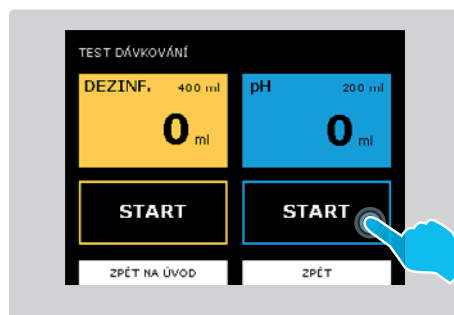 TEST DÁVKOVÁNÍ
DEZINF. 400 ml pH 200 ml
0 ml 0 ml
START START
ZPĚT NA ÚVOD ZPĚT